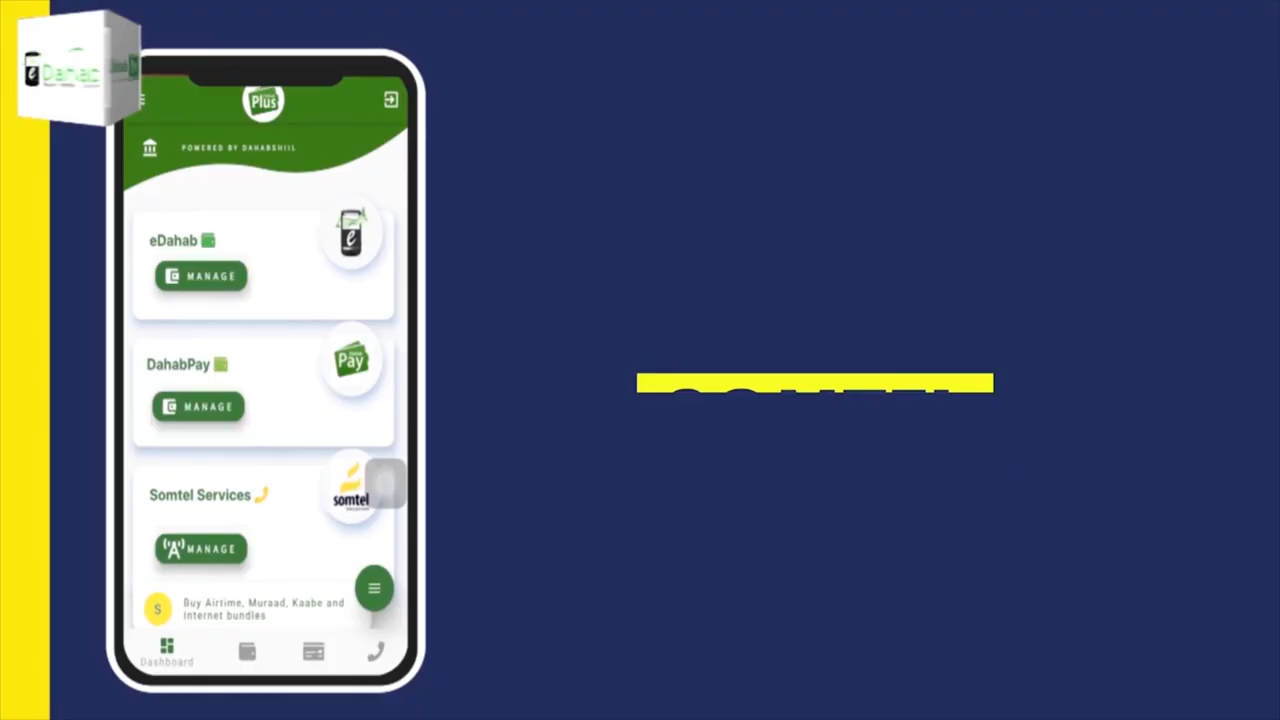 Dahab
Plus
POWERED BY DAHABSHIIL
eDahab
e
MANAGE
DahabPay
Pay
MANAGE
Somtel Services
somtel
MANAGE
S
Buy Airtime, Muraad, Kaabe and
Internet bundles
Dashboard